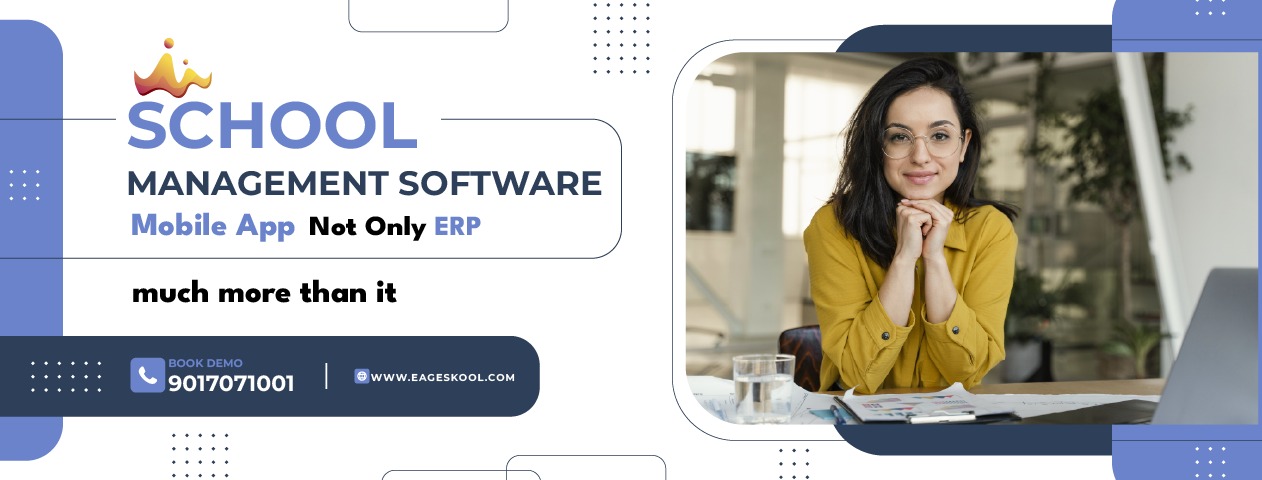 SCHOOL
MANAGEMENT SOFTWARE
Mobile App Not Only ERP
much more than it
BOOK DEMO
9017071001
WWW.EAGESKOOL.COM